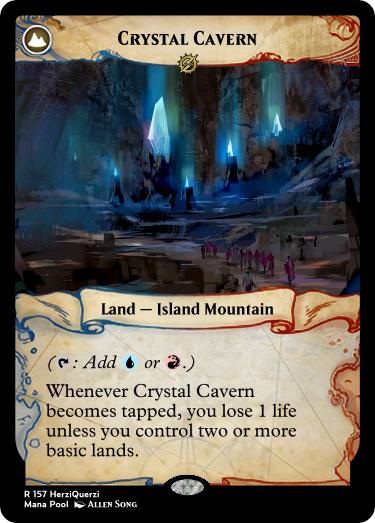 Crystal Cavern
Land — Island Mountain
(: Add or .)
Whenever Crystal Cavern
becomes tapped, you lose 1 life
unless you control two or more
basic lands.
R 157 HerziQuerzi
Mana Pool Allen Song